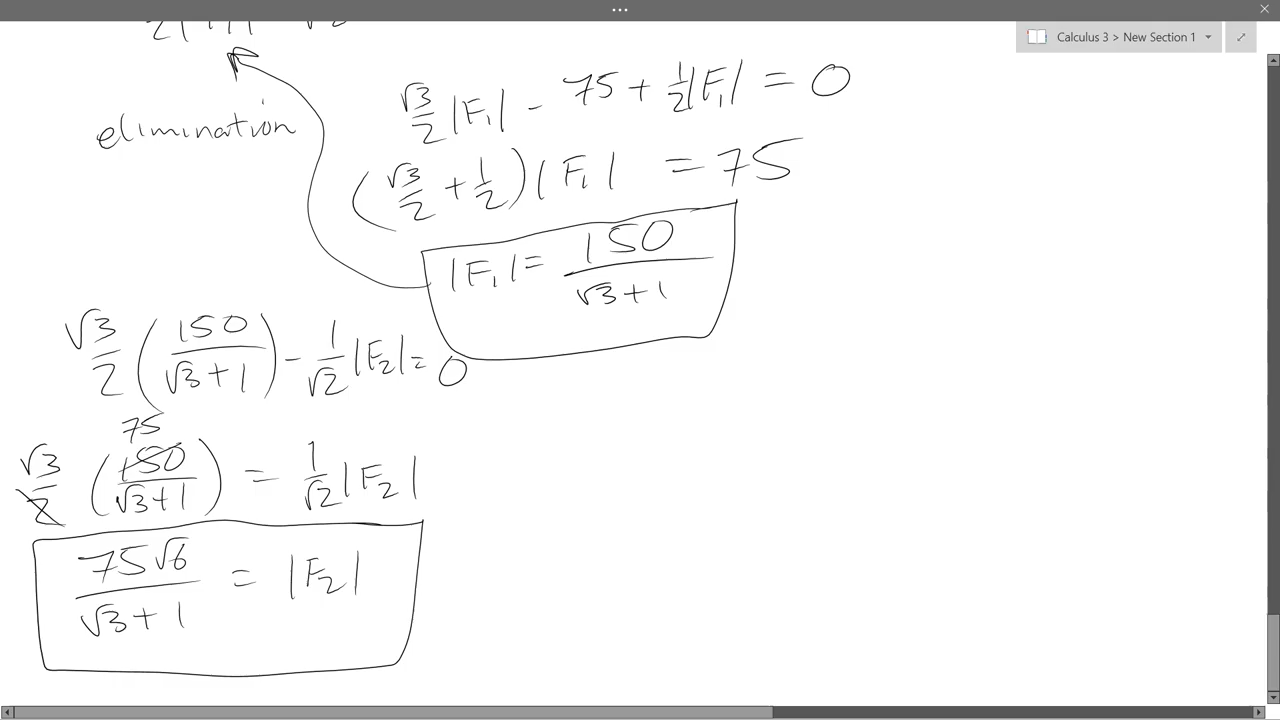 Calculus 3 > New Section 1
√3/2 |F₁| - 75 + 1/2 |F₁| = 0
elimination
(√3/2 + 1/2) |F₁| = 75
|F₁| = 150/(√3+1)
√3/2 (150/(√3+1)) - 1/√2 |F₂| = 0
75
√3/2 (150/(√3+1)) = 1/√2 |F₂|
75√6/(√3+1) = |F₂|